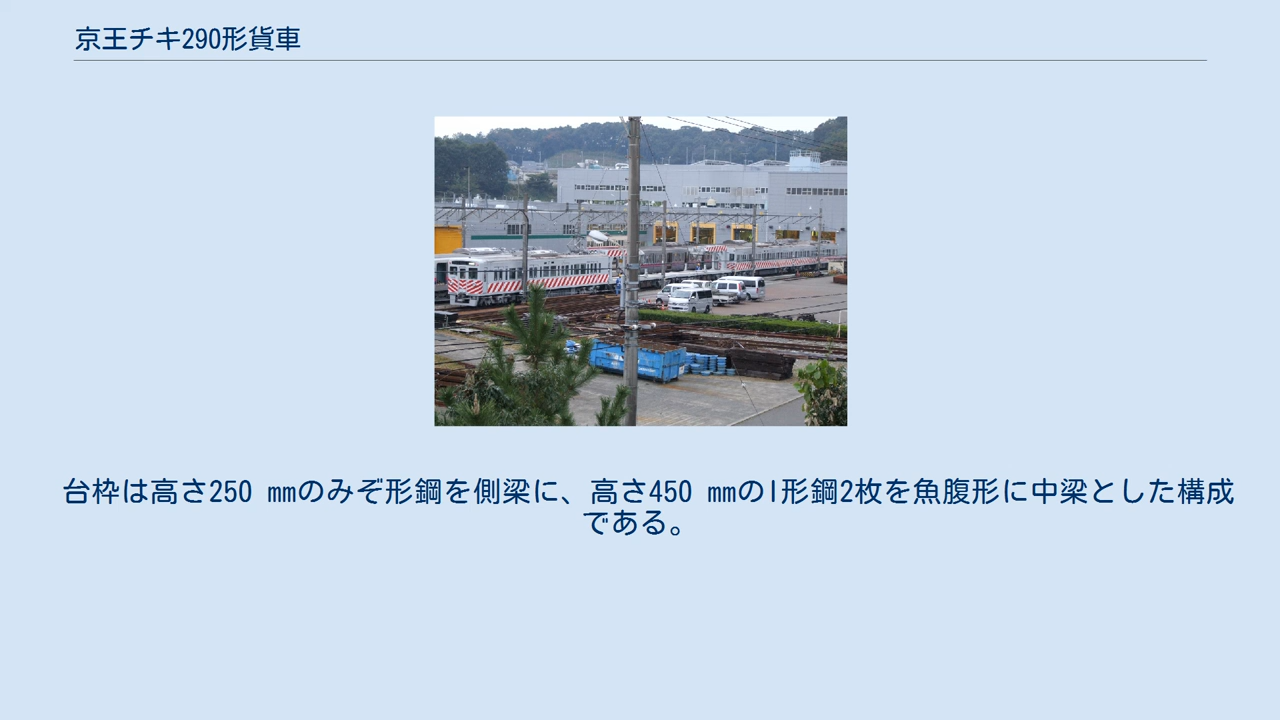 京王チキ290形貨車
台枠は高さ250 mmのみぞ形鋼を側梁に、高さ450 mmのI形鋼2枚を魚腹形に中梁とした構成
である。